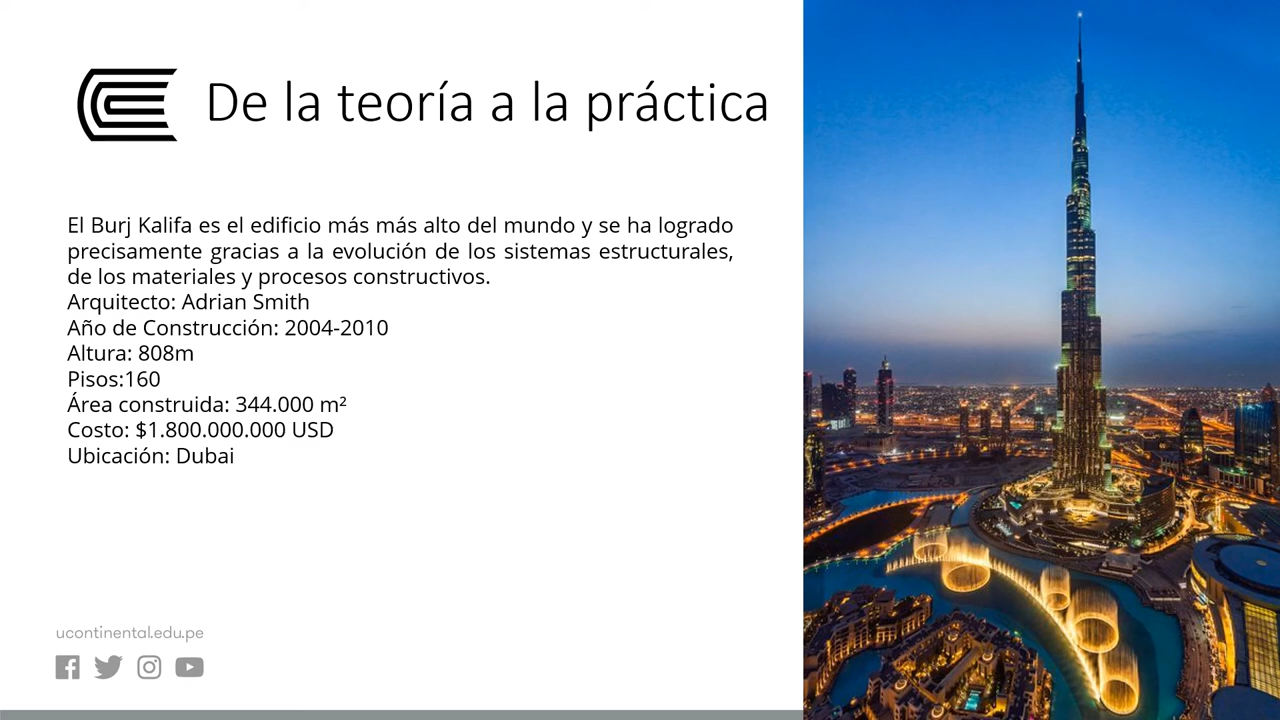 De la teoría a la práctica
El Burj Kalifa es el edificio más más alto del mundo y se ha logrado
precisamente gracias a la evolución de los sistemas estructurales,
de los materiales y procesos constructivos.
Arquitecto: Adrian Smith
Año de Construcción: 2004-2010
Altura: 808m
Pisos:160
Área construida: 344.000 m²
Costo: $1.800.000.000 USD
Ubicación: Dubai
ucontinental.edu.pe